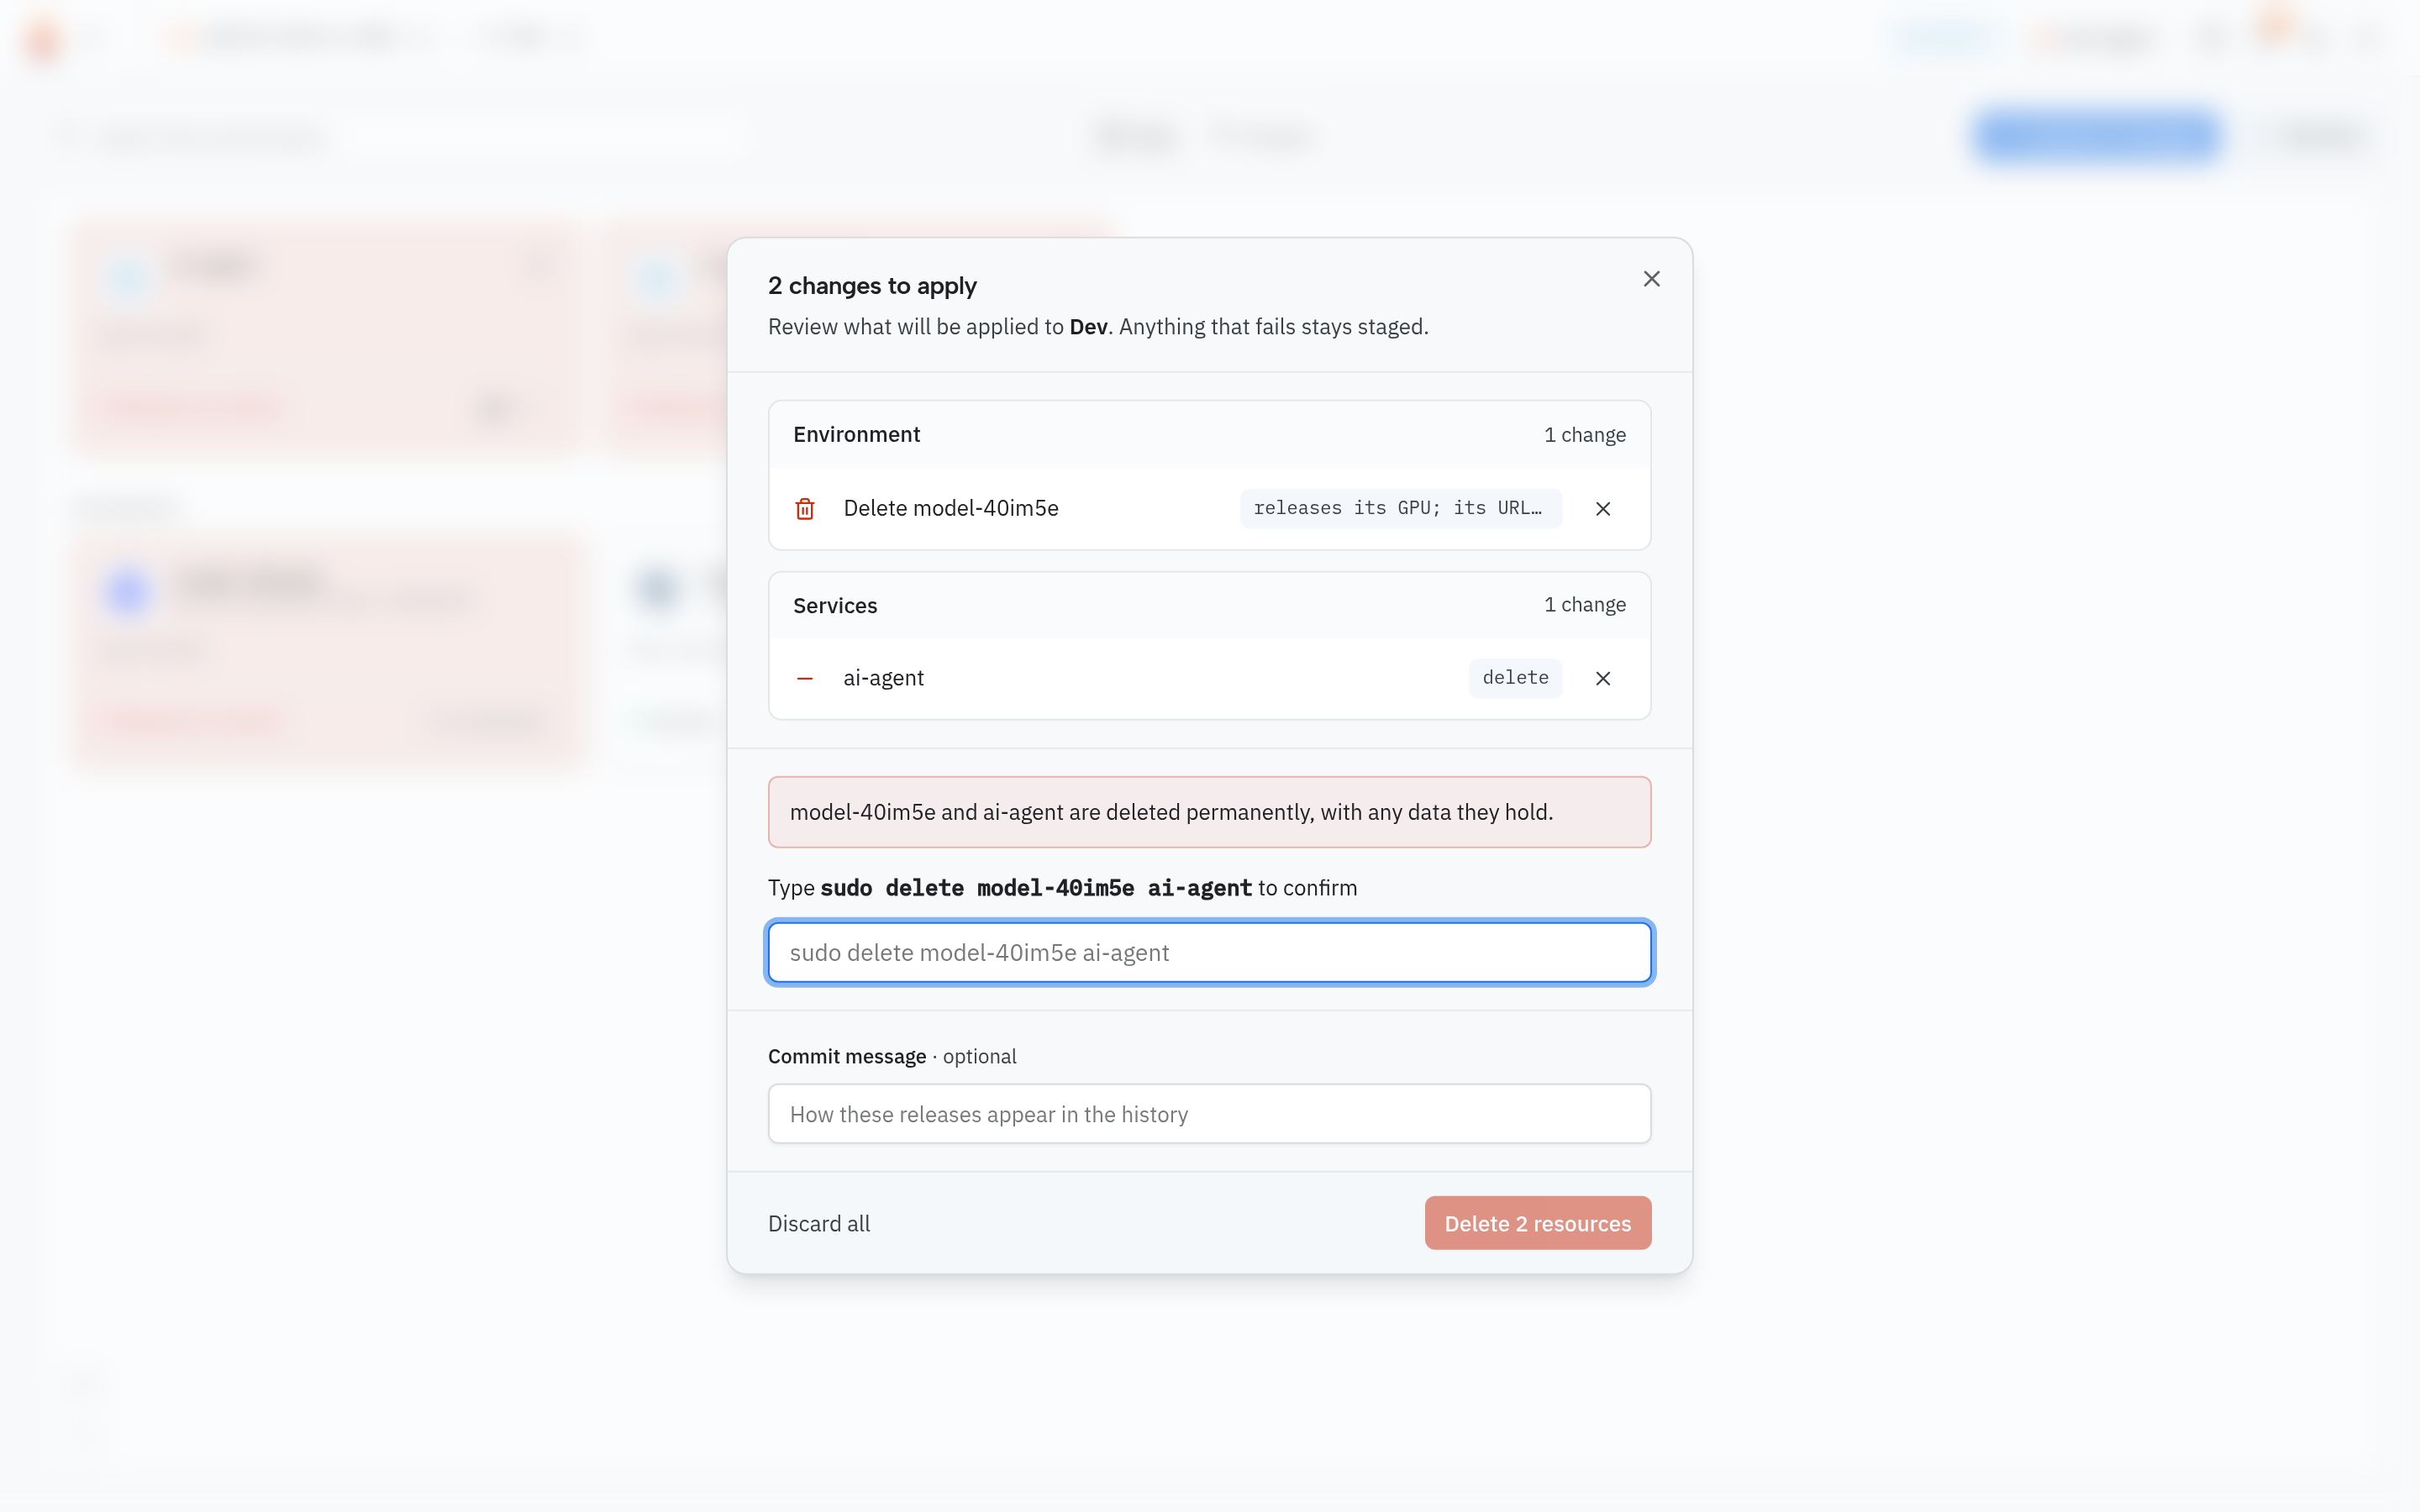 2 changes to apply
Review what will be applied to Dev. Anything that fails stays staged.
Environment
1 change
Delete model-40im5e
releases its GPU; its URL…
Services
1 change
ai-agent
delete
model-40im5e and ai-agent are deleted permanently, with any data they hold.
Type sudo delete model-40im5e ai-agent to confirm
sudo delete model-40im5e ai-agent
Commit message · optional
How these releases appear in the history
Discard all
Delete 2 resources